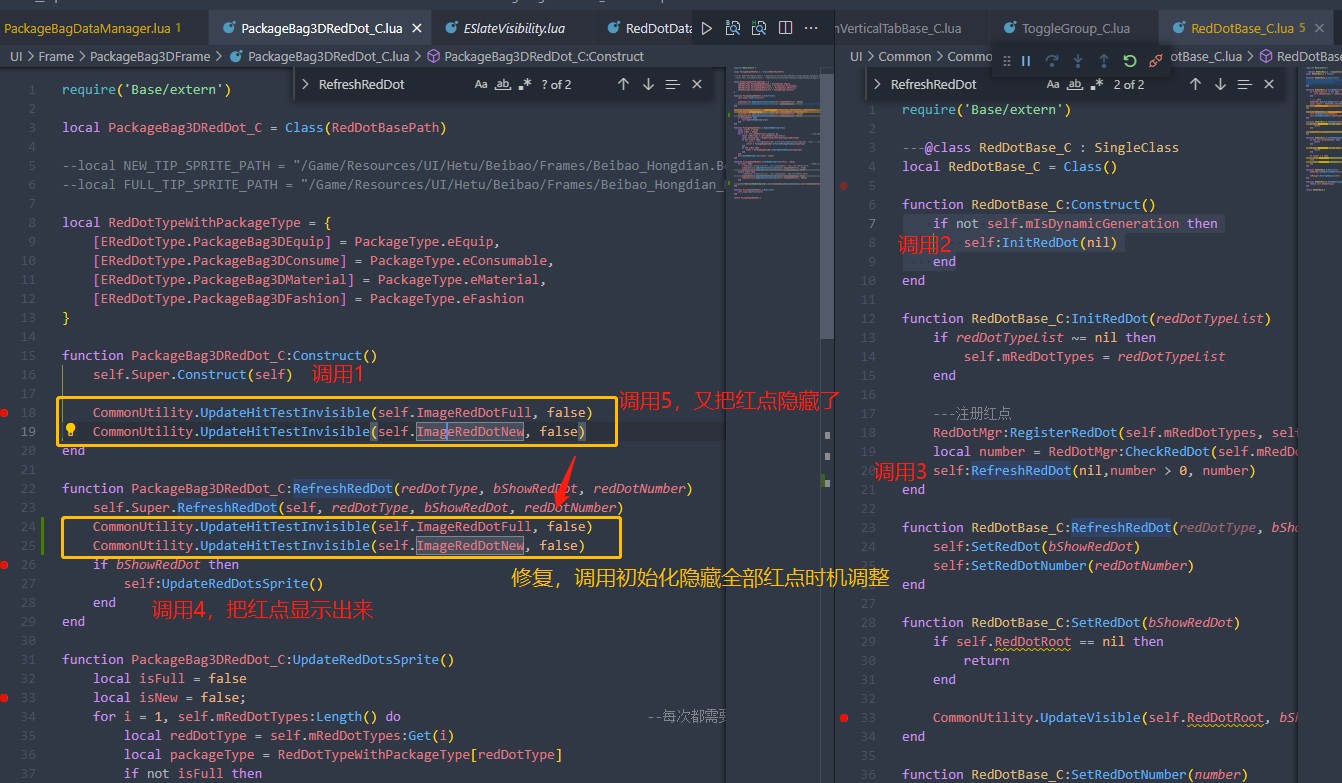 PackageBagDataManager.lua 1
PackageBag3DRedDot_C.lua
ESlateVisibility.lua
RedDotData
UI > Frame > PackageBag3DFrame > PackageBag3DRedDot_C.lua > PackageBag3DRedDot_C:Construct
RefreshRedDot
Aa ab .* ? of 2
1 require('Base/extern')
2
3 local PackageBag3DRedDot_C = Class(RedDotBasePath)
4
5 --local NEW_TIP_SPRITE_PATH = "/Game/Resources/UI/Hetu/Beibao/Frames/Beibao_Hongdian.Be
6 --local FULL_TIP_SPRITE_PATH = "/Game/Resources/UI/Hetu/Beibao/Frames/Beibao_Hongdian_
7
8 local RedDotTypeWithPackageType = {
9 [ERedDotType.PackageBag3DEquip] = PackageType.eEquip,
10 [ERedDotType.PackageBag3DConsume] = PackageType.eConsumable,
11 [ERedDotType.PackageBag3DMaterial] = PackageType.eMaterial,
12 [ERedDotType.PackageBag3DFashion] = PackageType.eFashion
13 }
14
15 function PackageBag3DRedDot_C:Construct()
16 self.Super.Construct(self) 调用1
17
18 CommonUtility.UpdateHitTestInvisible(self.ImageRedDotFull, false)
调用5，又把红点隐藏了
19 CommonUtility.UpdateHitTestInvisible(self.ImageRedDotNew, false)
20 end
21
22 function PackageBag3DRedDot_C:RefreshRedDot(redDotType, bShowRedDot, redDotNumber)
23 self.Super.RefreshRedDot(self, redDotType, bShowRedDot, redDotNumber)
24 CommonUtility.UpdateHitTestInvisible(self.ImageRedDotFull, false)
25 CommonUtility.UpdateHitTestInvisible(self.ImageRedDotNew, false)
26 if bShowRedDot then
修复，调用初始化隐藏全部红点时机调整
27 self:UpdateRedDotsSprite()
28 end
调用4，把红点显示出来
29 end
30
31 function PackageBag3DRedDot_C:UpdateRedDotsSprite()
32 local isFull = false
33 local isNew = false;
34 for i = 1, self.mRedDotTypes:Length() do --每次都需要
35 local redDotType = self.mRedDotTypes:Get(i)
36 local packageType = RedDotTypeWithPackageType[redDotType]
37 if not isFull then
nVerticalTabBase_C.lua
ToggleGroup_C.lua
RedDotBase_C.lua 5
UI > Common > Commo
otBase_C.lua > RedDotBas
RefreshRedDot
Aa ab .* 2 of 2
1 require('Base/extern')
2
3 ---@class RedDotBase_C : SingleClass
4 local RedDotBase_C = Class()
5
6 function RedDotBase_C:Construct()
7 if not self.mIsDynamicGeneration then
8 调用2 self:InitRedDot(nil)
9 end
10 end
11
12 function RedDotBase_C:InitRedDot(redDotTypeList)
13 if redDotTypeList ~= nil then
14 self.mRedDotTypes = redDotTypeList
15 end
16
17 ---注册红点
18 RedDotMgr:RegisterRedDot(self.mRedDotTypes, self
19 local number = RedDotMgr:CheckRedDot(self.mRedDo
20 调用3 self:RefreshRedDot(nil,number > 0, number)
21 end
22
23 function RedDotBase_C:RefreshRedDot(redDotType, bSho
24 self:SetRedDot(bShowRedDot)
25 self:SetRedDotNumber(redDotNumber)
26 end
27
28 function RedDotBase_C:SetRedDot(bShowRedDot)
29 if self.RedDotRoot == nil then
30 return
31 end
32
33 CommonUtility.UpdateVisible(self.RedDotRoot, bSh
34 end
35
36 function RedDotBase_C:SetRedDotNumber(number)